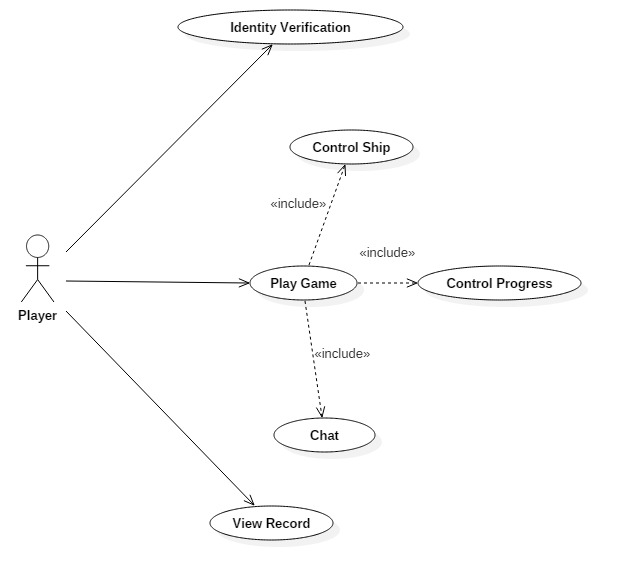 Identity Verification
Control Ship
«include»
«include»
Play Game
Control Progress
Player
«include»
Chat
View Record